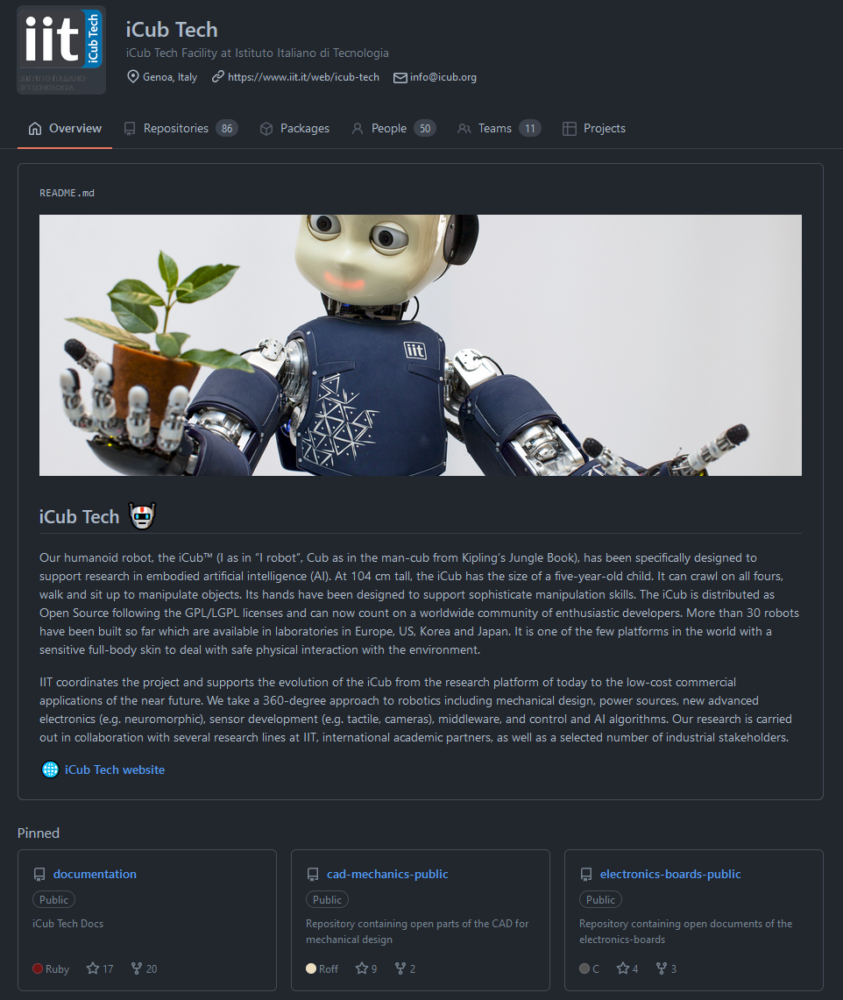 iit
iCub Tech
ISTITUTO ITALIANO
DI TECNOLOGIA
iCub Tech
iCub Tech Facility at Istituto Italiano di Tecnologia
Genoa, Italy https://www.iit.it/web/icub-tech info@icub.org
Overview Repositories 86 Packages People 50 Teams 11 Projects
README.md
iit
iCub Tech
Our humanoid robot, the iCub™ (I as in “I robot”, Cub as in the man-cub from Kipling’s Jungle Book), has been specifically designed to
support research in embodied artificial intelligence (AI). At 104 cm tall, the iCub has the size of a five-year-old child. It can crawl on all fours,
walk and sit up to manipulate objects. Its hands have been designed to support sophisticate manipulation skills. The iCub is distributed as
Open Source following the GPL/LGPL licenses and can now count on a worldwide community of enthusiastic developers. More than 30 robots
have been built so far which are available in laboratories in Europe, US, Korea and Japan. It is one of the few platforms in the world with a
sensitive full-body skin to deal with safe physical interaction with the environment.
IIT coordinates the project and supports the evolution of the iCub from the research platform of today to the low-cost commercial
applications of the near future. We take a 360-degree approach to robotics including mechanical design, power sources, new advanced
electronics (e.g. neuromorphic), sensor development (e.g. tactile, cameras), middleware, and control and AI algorithms. Our research is carried
out in collaboration with several research lines at IIT, international academic partners, as well as a selected number of industrial stakeholders.
iCub Tech website
Pinned
documentation
Public
iCub Tech Docs
Ruby 17 20
cad-mechanics-public
Public
Repository containing open parts of the CAD for
mechanical design
Roff 9 2
electronics-boards-public
Public
Repository containing open documents of the
electronics-boards
C 4 3